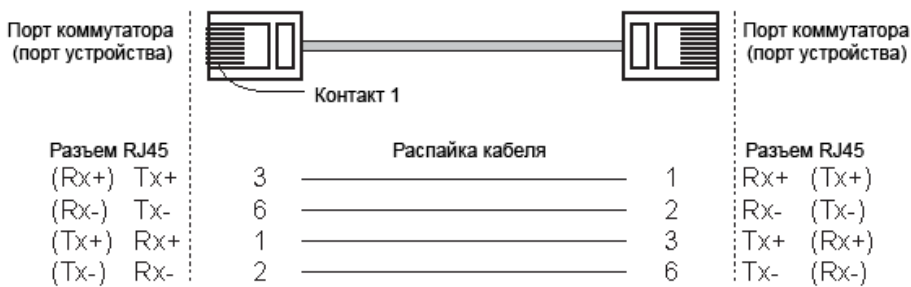 Порт коммутатора
(порт устройства)
Порт коммутатора
(порт устройства)
Контакт 1
Разъем RJ45 Распайка кабеля Разъем RJ45
(Rx+) Tx+ 3 1 Rx+ (Tx+)
(Rx-) Tx- 6 2 Rx- (Tx-)
(Tx+) Rx+ 1 3 Tx+ (Rx+)
(Tx-) Rx- 2 6 Tx- (Rx-)